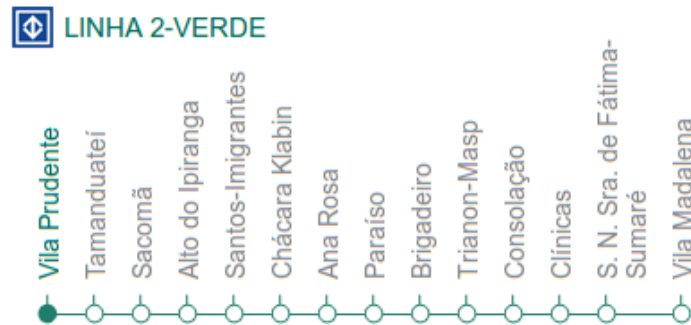 LINHA 2-VERDE
Vila Prudente
Tamanduateí
Sacomã
Alto do Ipiranga
Santos-Imigrantes
Chácara Klabin
Ana Rosa
Paraíso
Brigadeiro
Trianon-Masp
Consolação
Clínicas
S. N. Sra. de Fátima-
Sumaré
Vila Madalena